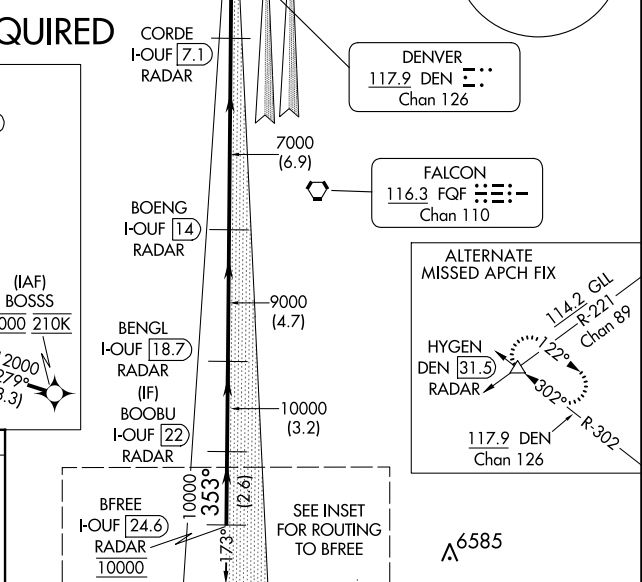 QUIRED
CORDE
I-OUF 7.1
RADAR
DENVER
117.9 DEN
Chan 126
7000
(6.9)
FALCON
116.3 FQF
Chan 110
BOENG
I-OUF 14
RADAR
(IAF)
BOSSS
000 210K
2000
279°
9000
(4.7)
BENGL
I-OUF 18.7
RADAR
(IF)
BOOBU
I-OUF 22
RADAR
10000
(3.2)
ALTERNATE
MISSED APCH FIX
114.2 GLL
R-221
Chan 89
HYGEN
DEN 31.5
RADAR
122°
302°
R-302
117.9 DEN
Chan 126
BFREE
I-OUF 24.6
RADAR
10000
10000
353°
(2.6)
173°
SEE INSET
FOR ROUTING
TO BFREE
6585